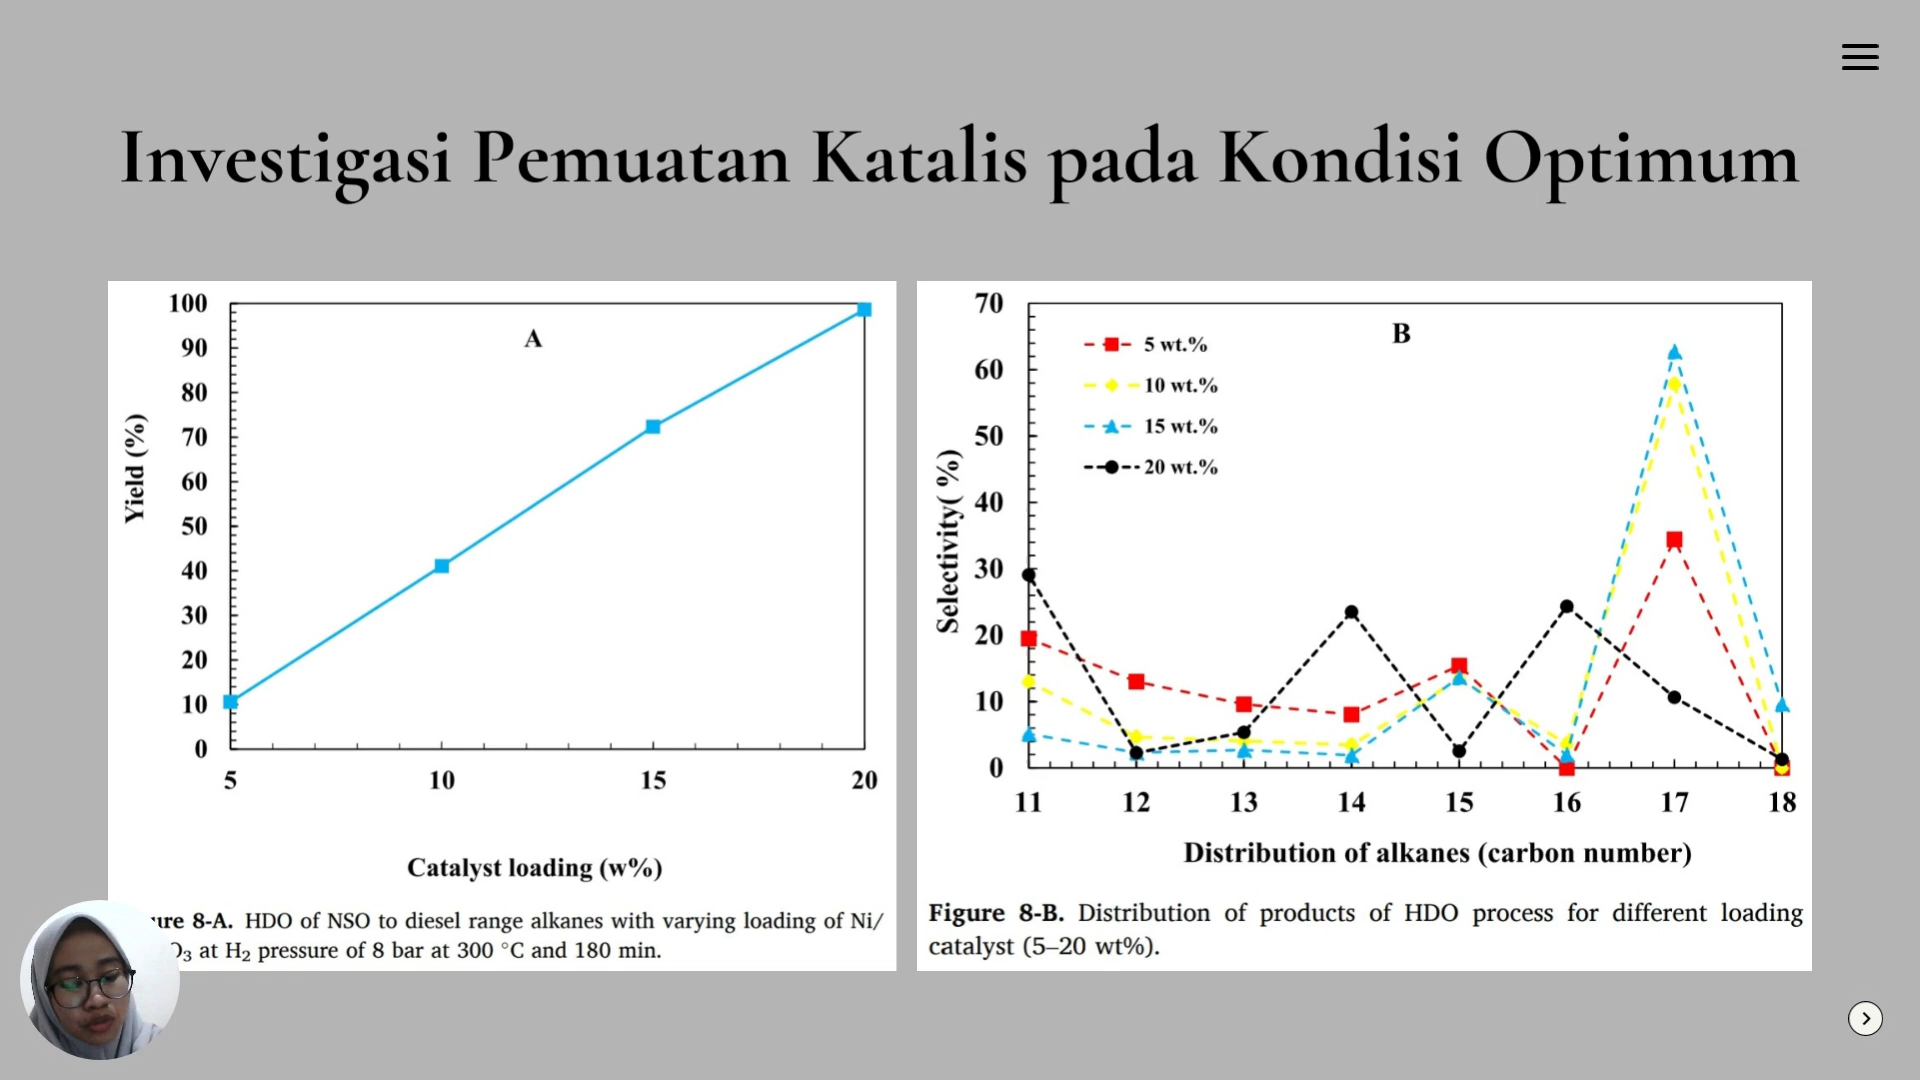 Investigasi Pemuatan Katalis pada Kondisi Optimum
100
90
80
70
60
50
40
30
20
10
0
Yield (%)
A
5
10
15
20
Catalyst loading (w%)
ure 8-A. HDO of NSO to diesel range alkanes with varying loading of Ni/
O₃ at H₂ pressure of 8 bar at 300 °C and 180 min.
70
60
50
40
30
20
10
0
Selectivity( %)
B
5 wt.%
10 wt.%
15 wt.%
20 wt.%
11
12
13
14
15
16
17
18
Distribution of alkanes (carbon number)
Figure 8-B. Distribution of products of HDO process for different loading
catalyst (5–20 wt%).